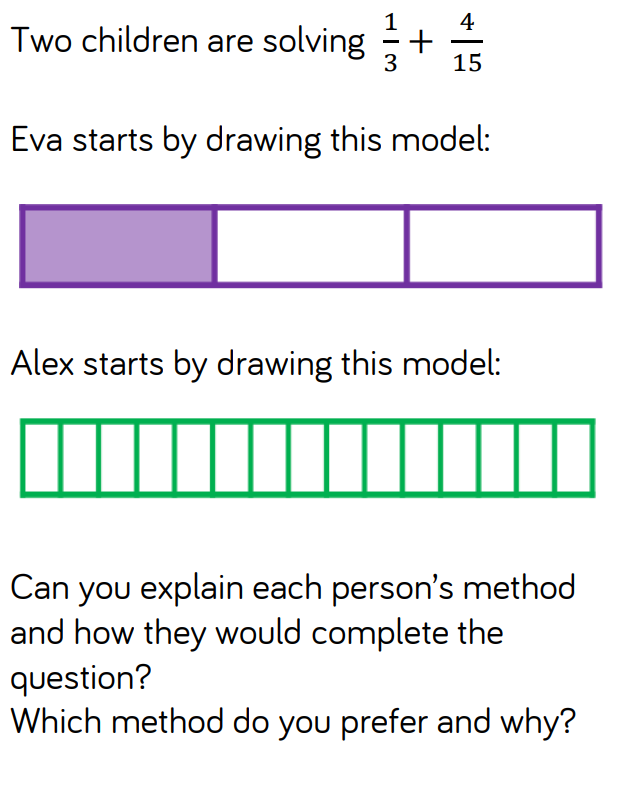 Two children are solving 1/3 + 4/15
Eva starts by drawing this model:
Alex starts by drawing this model:
Can you explain each person’s method
and how they would complete the
question?
Which method do you prefer and why?